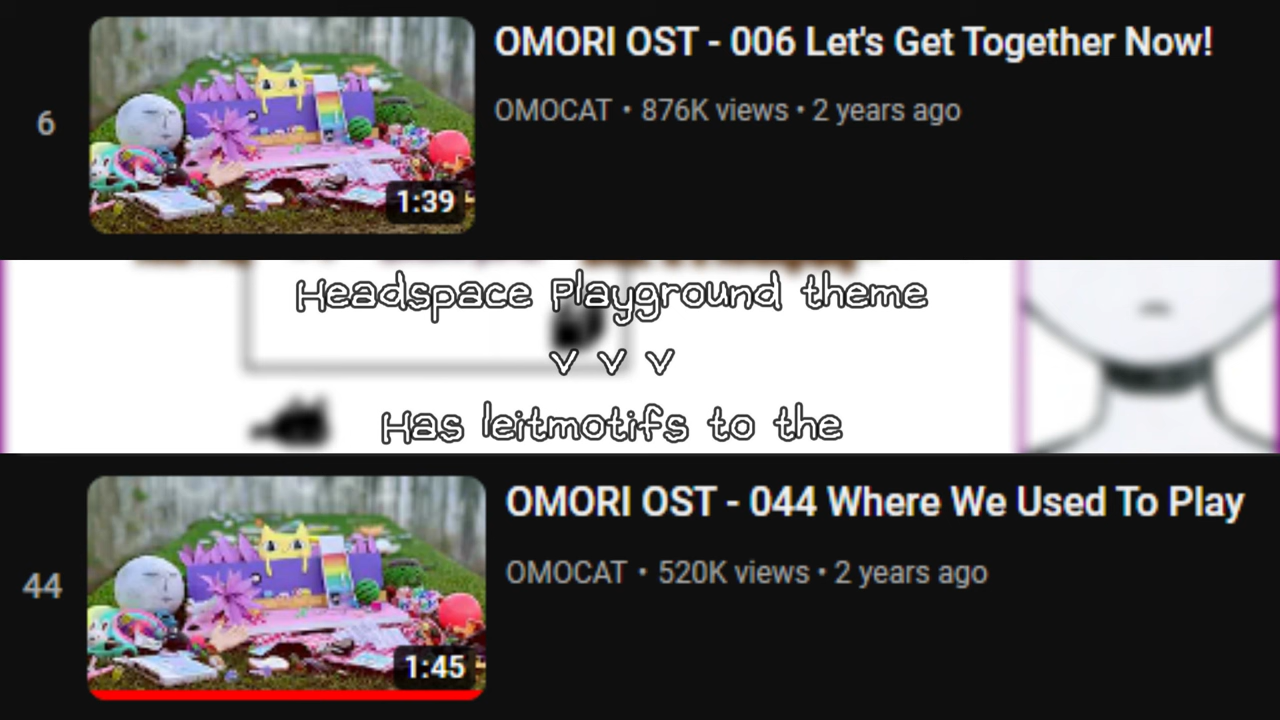 OMORI OST - 006 Let's Get Together Now!
6
OMOCAT • 876K views • 2 years ago
1:39
Headspace Playground theme
v v v
Has leitmotifs to the
OMORI OST - 044 Where We Used To Play
44
OMOCAT • 520K views • 2 years ago
1:45